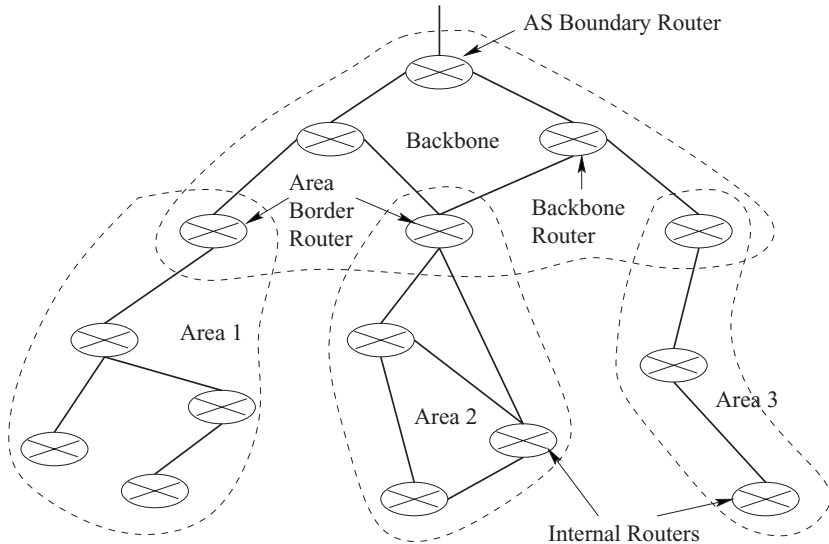 AS Boundary Router
Backbone
Area
Border
Router
Backbone
Router
Area 1
Area 2
Area 3
Internal Routers